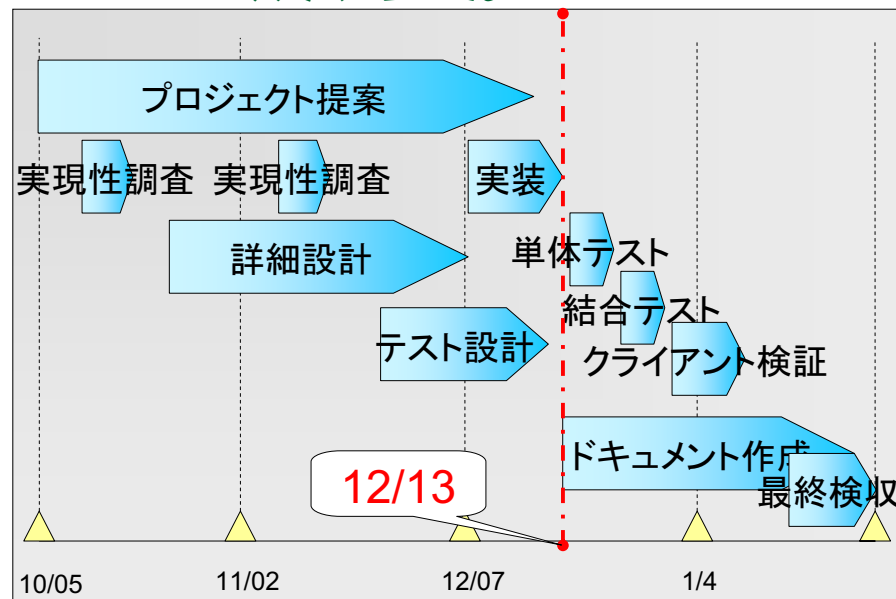 プロジェクト提案
実現性調査
実現性調査
実装
詳細設計
単体テスト
結合テスト
テスト設計
クライアント検証
ドキュメント作成
最終検収
12/13
10/05
11/02
12/07
1/4